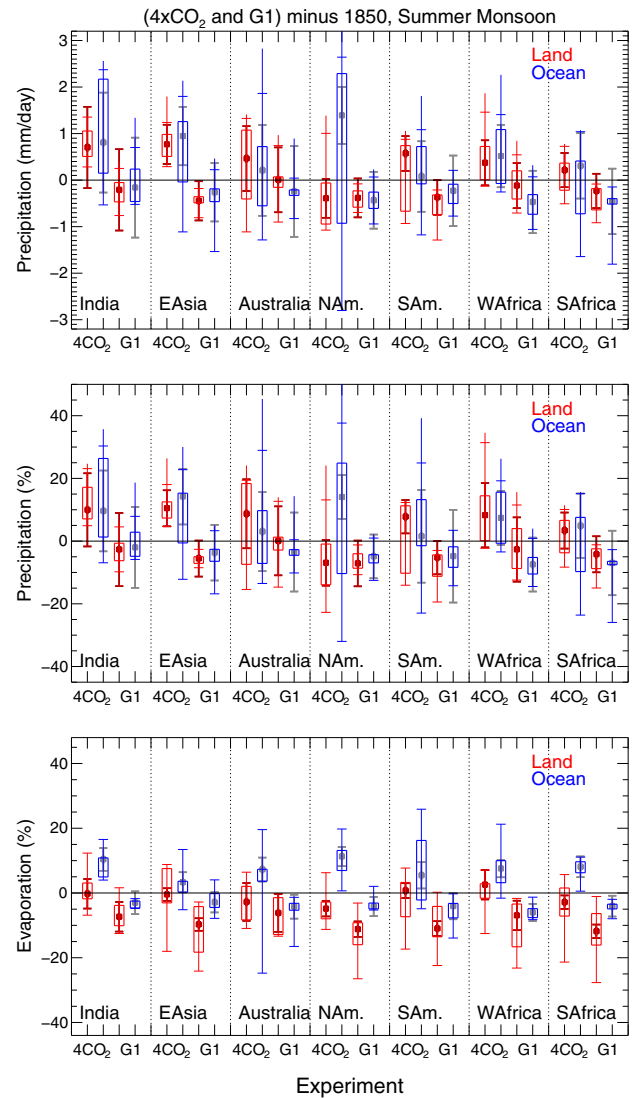 (4xCO₂ and G1) minus 1850, Summer Monsoon
Precipitation (mm/day)
3
2
1
0
−1
−2
−3
Land
Ocean
India EAsia Australia NAm. SAm. WAfrica SAfrica
4CO₂ G1 4CO₂ G1 4CO₂ G1 4CO₂ G1 4CO₂ G1 4CO₂ G1 4CO₂ G1
Precipitation (%)
40
20
0
−20
−40
Land
Ocean
India EAsia Australia NAm. SAm. WAfrica SAfrica
4CO₂ G1 4CO₂ G1 4CO₂ G1 4CO₂ G1 4CO₂ G1 4CO₂ G1 4CO₂ G1
Evaporation (%)
40
20
0
−20
−40
Land
Ocean
India EAsia Australia NAm. SAm. WAfrica SAfrica
4CO₂ G1 4CO₂ G1 4CO₂ G1 4CO₂ G1 4CO₂ G1 4CO₂ G1 4CO₂ G1
Experiment